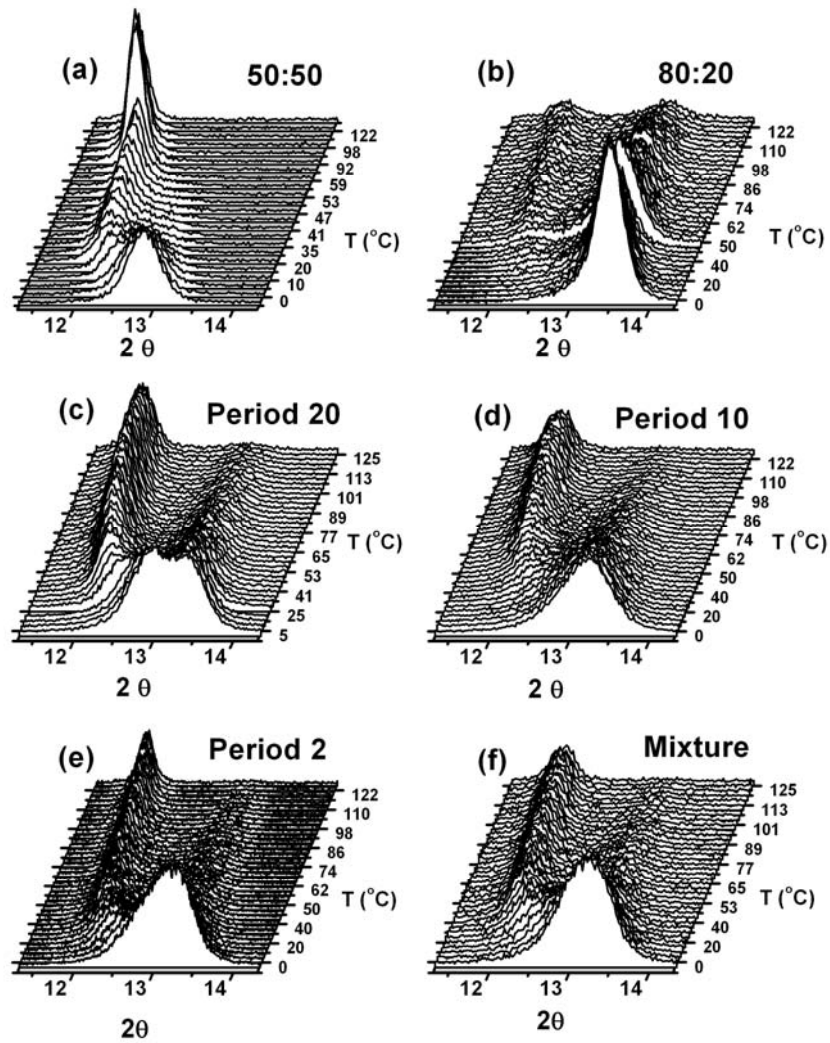 (a) 50:50
122
98
92
59
53
47
41
35
20
10
0
T (°C)
12 13 14
2 θ
(b) 80:20
122
110
98
86
74
62
50
40
20
0
T (°C)
12 13 14
2 θ
(c) Period 20
125
113
101
89
77
65
53
41
25
5
T (°C)
12 13 14
2 θ
(d) Period 10
122
110
98
86
74
62
50
40
20
0
T (°C)
12 13 14
2 θ
(e) Period 2
122
110
98
86
74
62
50
40
20
0
T (°C)
12 13 14
2θ
(f) Mixture
125
113
101
89
77
65
53
40
20
0
T (°C)
12 13 14
2θ